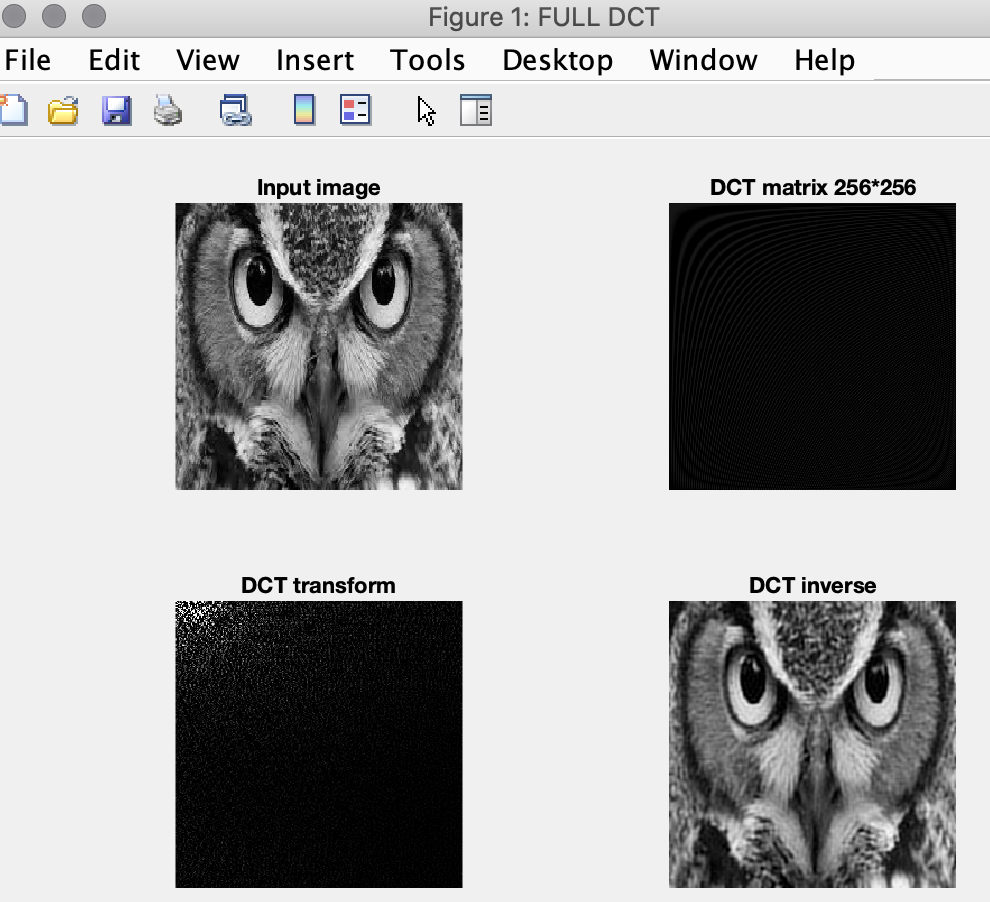 Figure 1: FULL DCT
File Edit View Insert Tools Desktop Window Help
Input image
DCT matrix 256*256
DCT transform
DCT inverse